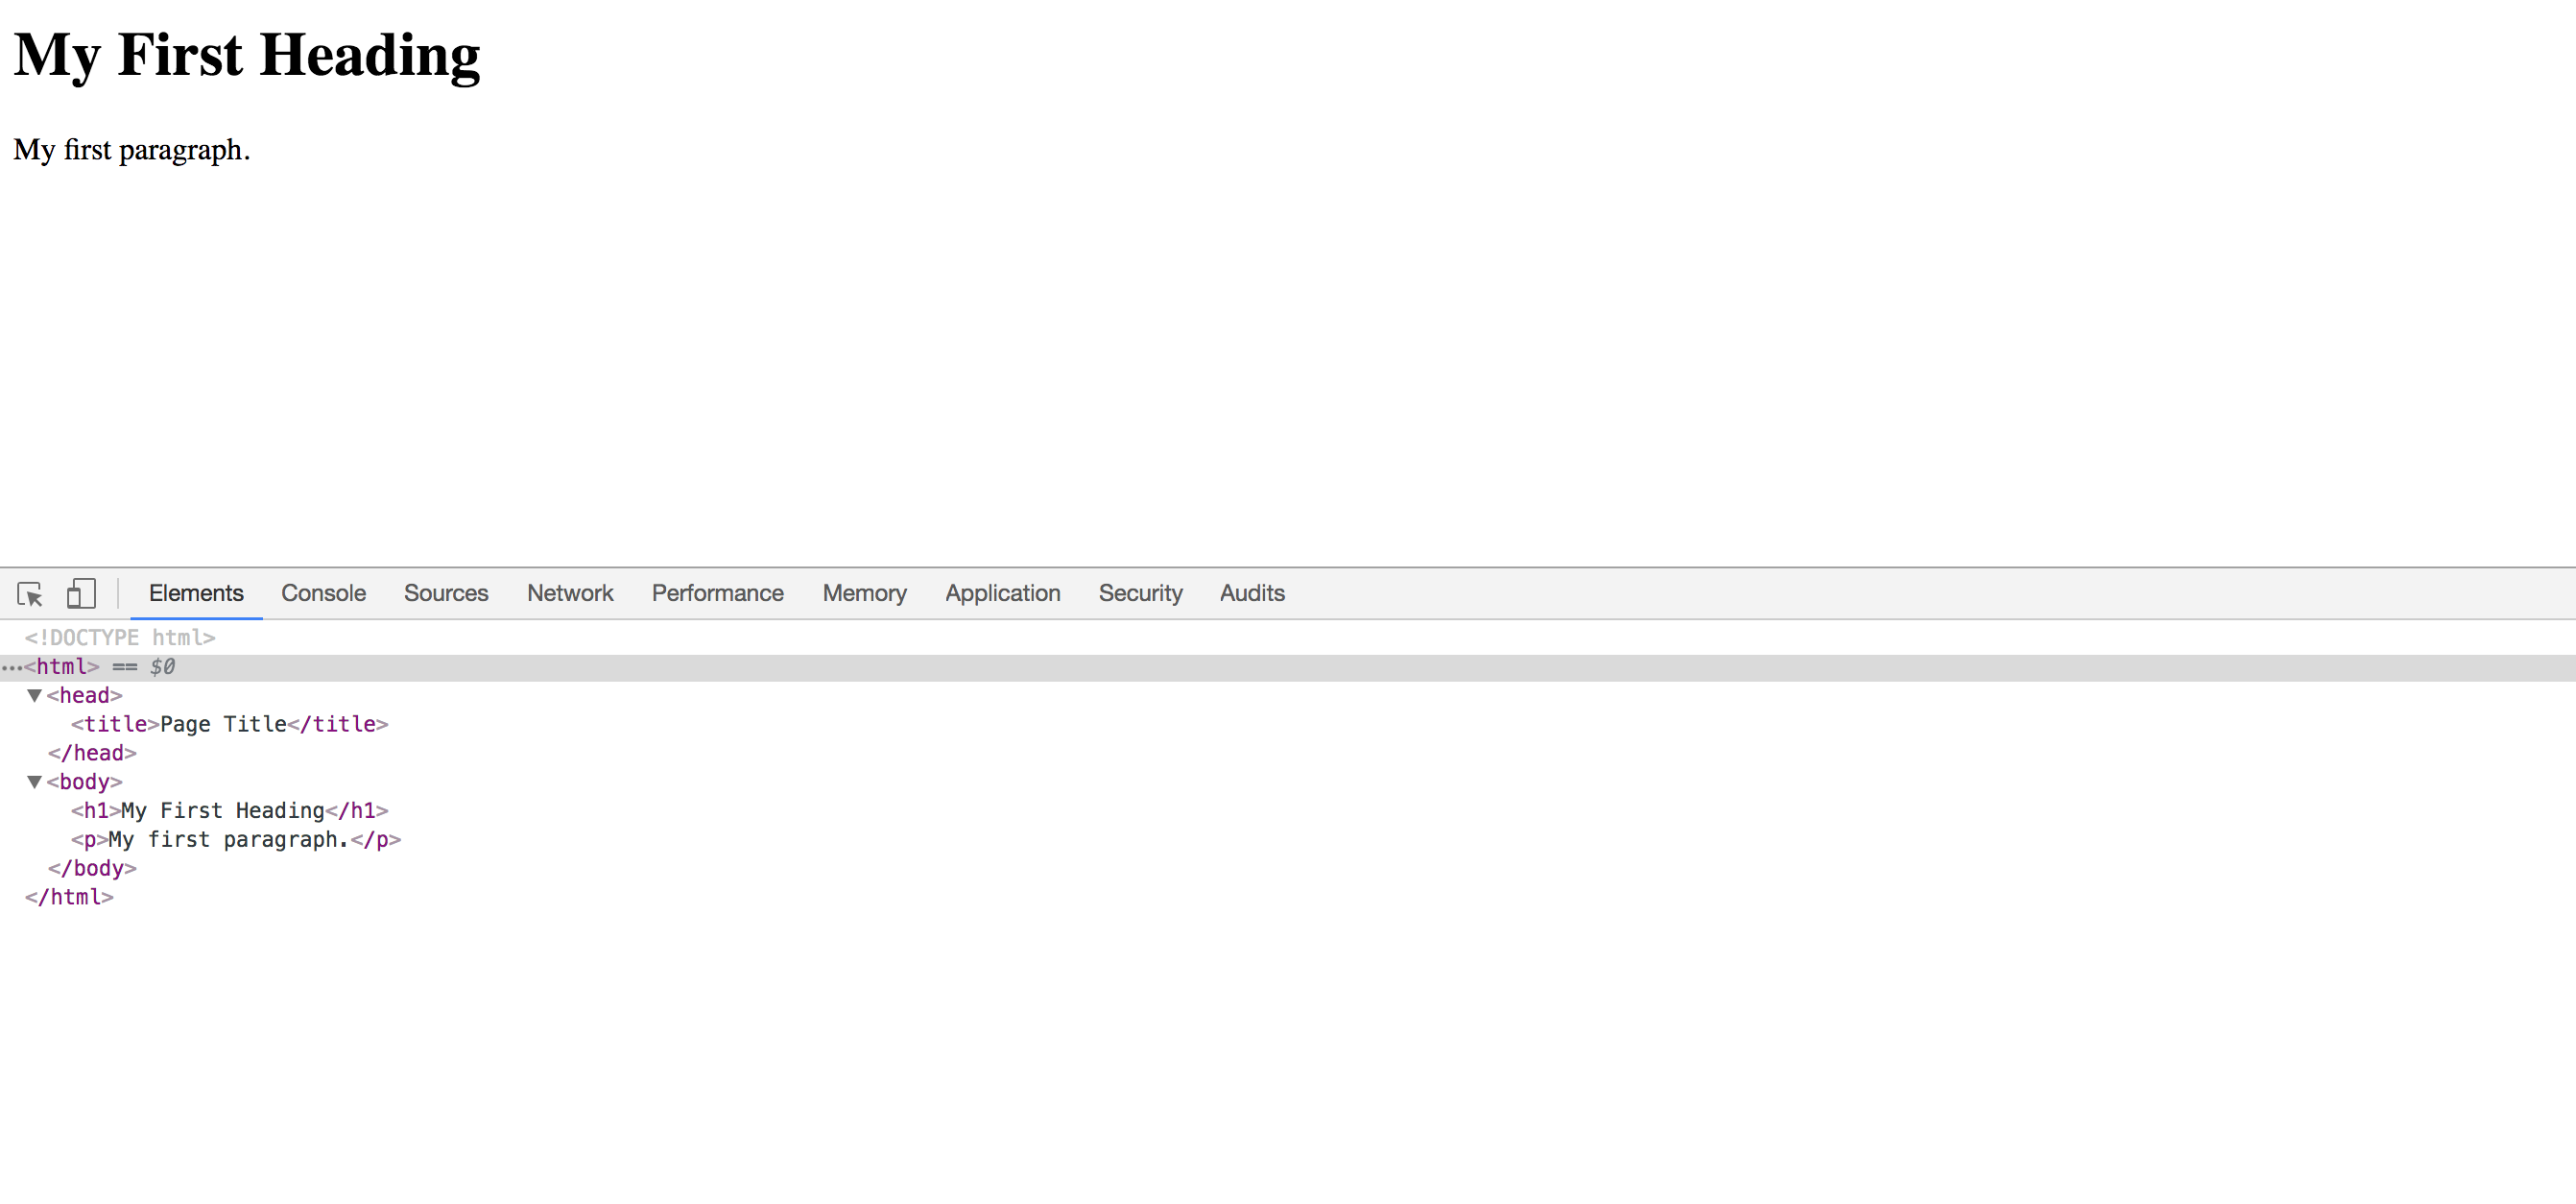 My First Heading
My first paragraph.
Elements Console Sources Network Performance Memory Application Security Audits
<!DOCTYPE html>
…<html> == $0
▼<head>
<title>Page Title</title>
</head>
▼<body>
<h1>My First Heading</h1>
<p>My first paragraph.</p>
</body>
</html>